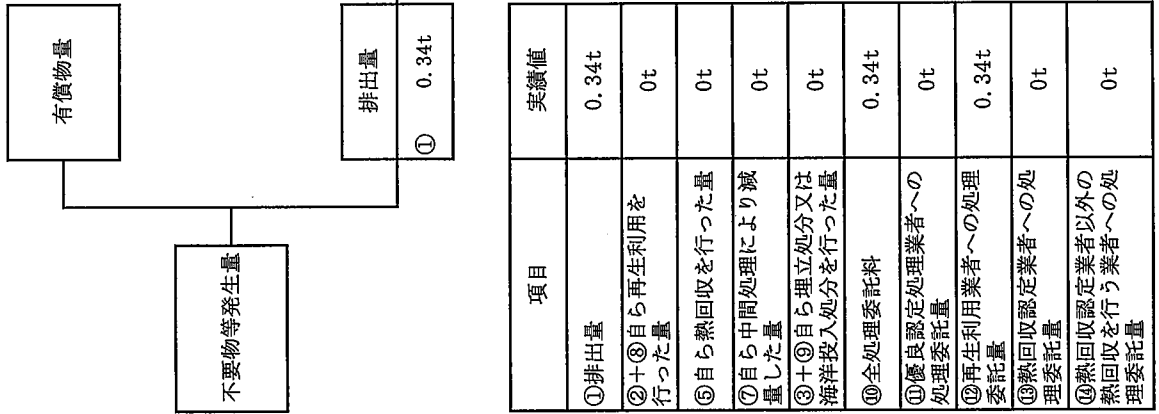 不要物等発生量
有償物量
排出量
① 0.34t
項目 実績値
①排出量 0.34t
②+⑧自ら再生利用を
行った量 0t
⑤自ら熱回収を行った量 0t
⑦自ら中間処理により減
量した量 0t
③+⑨自ら埋立処分又は
海洋投入処分を行った量 0t
⑩全処理委託料 0.34t
⑪優良認定処理業者への
処理委託量 0t
⑫再生利用業者への処理
委託量 0.34t
⑬熱回収認定業者への処
理委託量 0t
⑭熱回収認定業者以外の
熱回収を行う業者への処
理委託量 0t